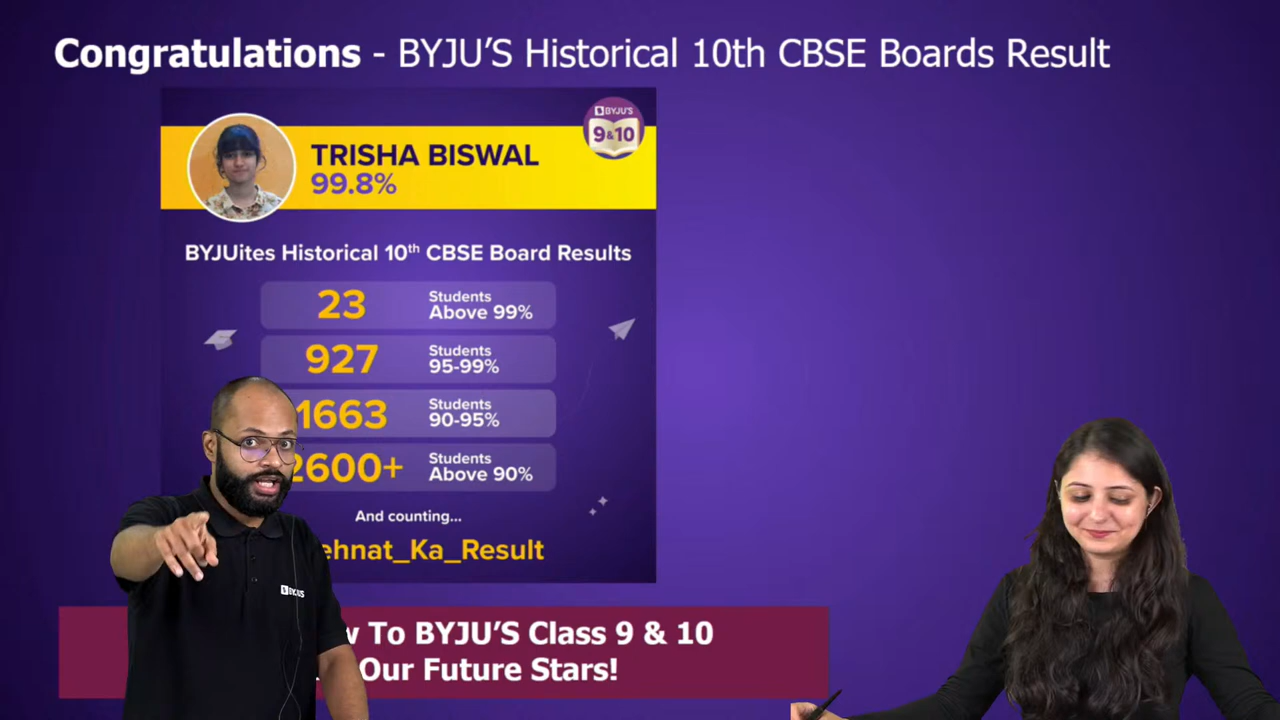 Congratulations - BYJU'S Historical 10th CBSE Boards Result
BYJU'S
9&10
TRISHA BISWAL
99.8%
BYJUites Historical 10th CBSE Board Results
23 Students Above 99%
927 Students 95-99%
1663 Students 90-95%
2600+ Students Above 90%
And counting...
ehnat_Ka_Result
BYJU'S
To BYJU'S Class 9 & 10
Our Future Stars!